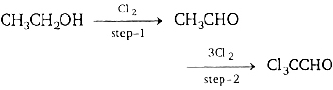 CH₃CH₂OH Cl₂ step-1 CH₃CHO
3Cl₂ step-2 Cl₃CCHO